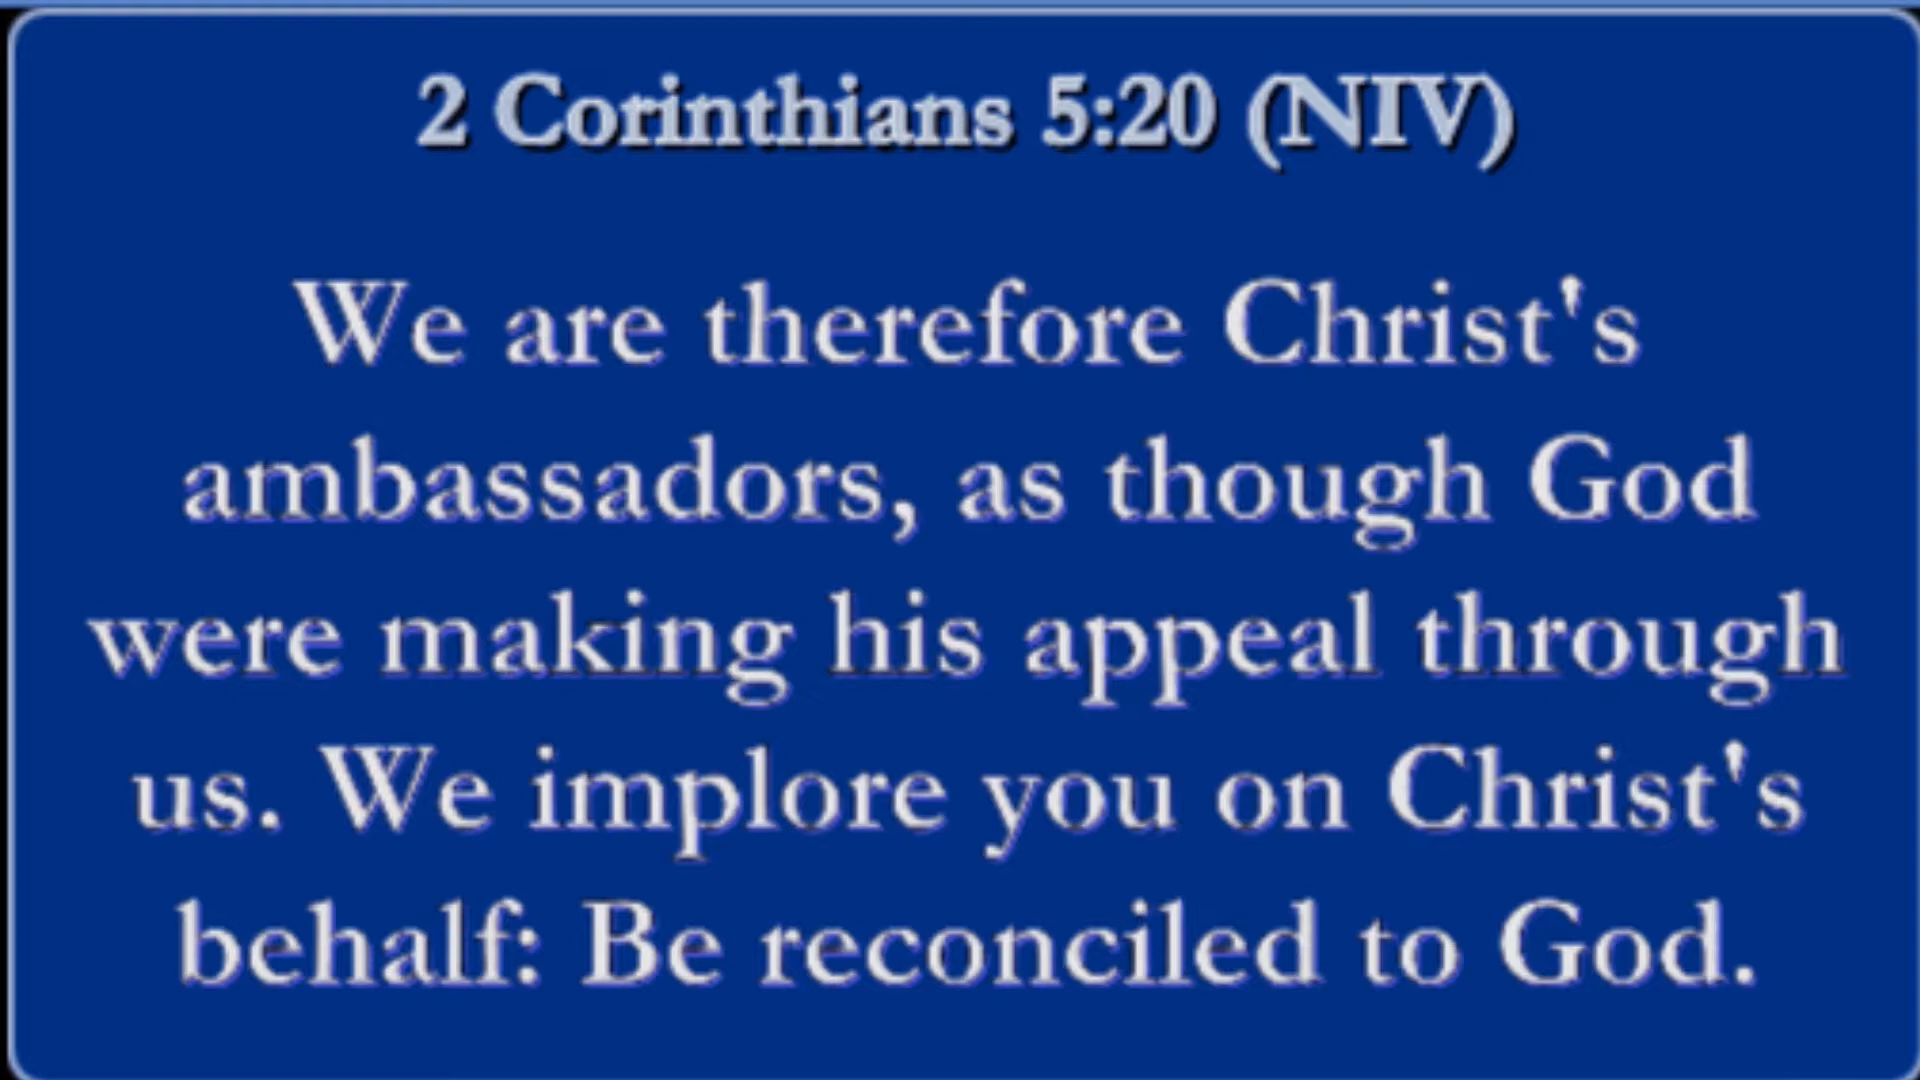 2 Corinthians 5:20 (NIV)
We are therefore Christ's
ambassadors, as though God
were making his appeal through
us. We implore you on Christ's
behalf: Be reconciled to God.